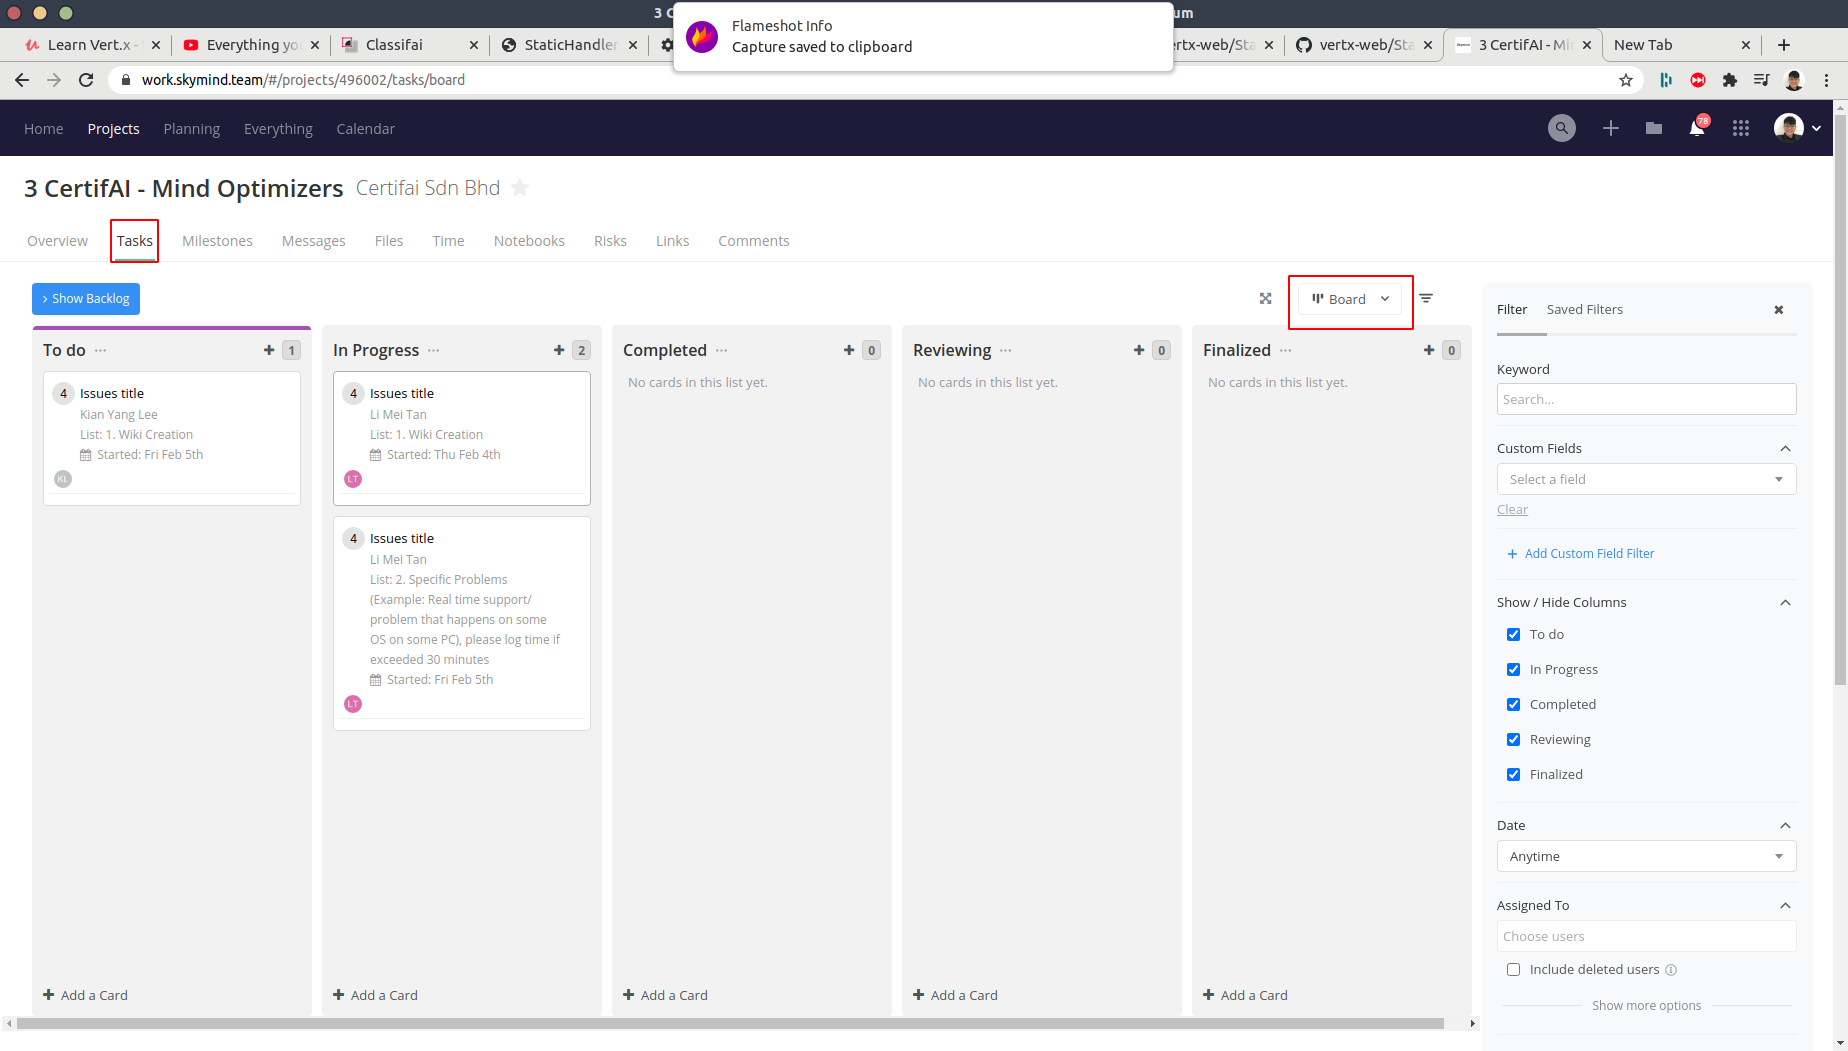 3
um
Flameshot Info
Capture saved to clipboard
Learn Vert.x -
Everything yo
Classifai
StaticHandler
ertx-web/Sta
vertx-web/Sta
3 CertifAI - Min
New Tab
work.skymind.team/#/projects/496002/tasks/board
Home Projects Planning Everything Calendar
78
3 CertifAI - Mind Optimizers Certifai Sdn Bhd
Overview Tasks Milestones Messages Files Time Notebooks Risks Links Comments
Show Backlog
Board
To do 1
4 Issues title
Kian Yang Lee
List: 1. Wiki Creation
Started: Fri Feb 5th
KL
Add a Card
In Progress 2
4 Issues title
Li Mei Tan
List: 1. Wiki Creation
Started: Thu Feb 4th
LT
4 Issues title
Li Mei Tan
List: 2. Specific Problems
(Example: Real time support/
problem that happens on some
OS on some PC), please log time if
exceeded 30 minutes
Started: Fri Feb 5th
LT
Add a Card
Completed 0
No cards in this list yet.
Add a Card
Reviewing 0
No cards in this list yet.
Add a Card
Finalized 0
No cards in this list yet.
Add a Card
Filter Saved Filters
Keyword
Search...
Custom Fields
Select a field
Clear
Add Custom Field Filter
Show / Hide Columns
To do
In Progress
Completed
Reviewing
Finalized
Date
Anytime
Assigned To
Choose users
Include deleted users
Show more options